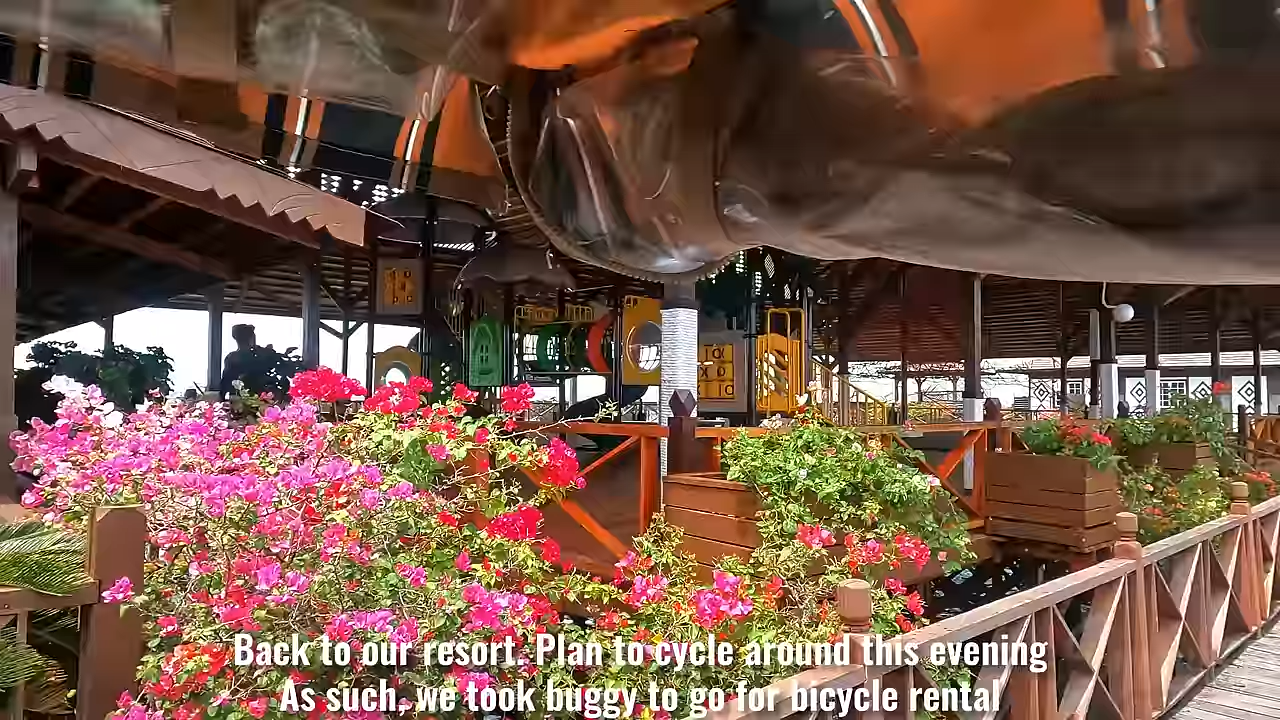 Back to our resort. Plan to cycle around this evening
As such, we took buggy to go for bicycle rental